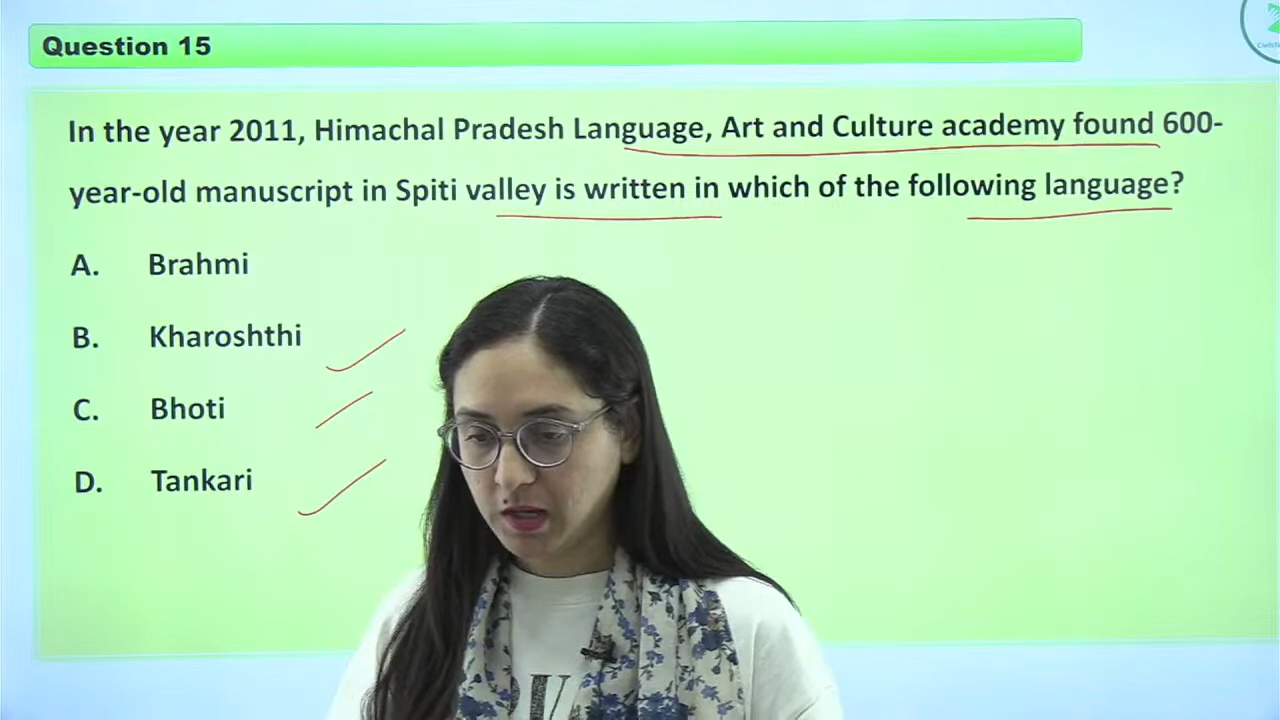 Question 15
In the year 2011, Himachal Pradesh Language, Art and Culture academy found 600-
year-old manuscript in Spiti valley is written in which of the following language?
A. Brahmi
B. Kharoshthi
C. Bhoti
D. Tankari